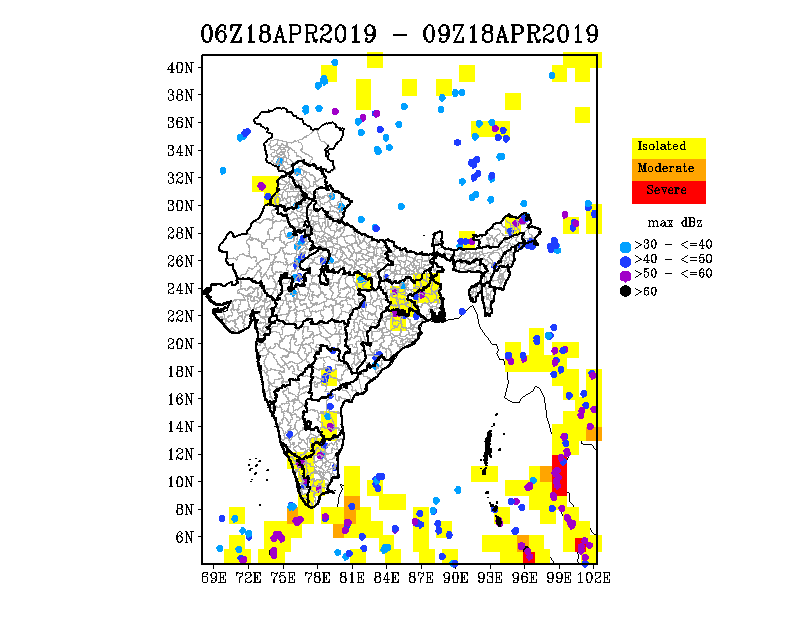 06Z18APR2019 - 09Z18APR2019
40N
38N
36N
34N
32N
30N
28N
26N
24N
22N
20N
18N
16N
14N
12N
10N
8N
6N
69E 72E 75E 78E 81E 84E 87E 90E 93E 96E 99E 102E
Isolated
Moderate
Severe
max dBz
>30 - <=40
>40 - <=50
>50 - <=60
>60